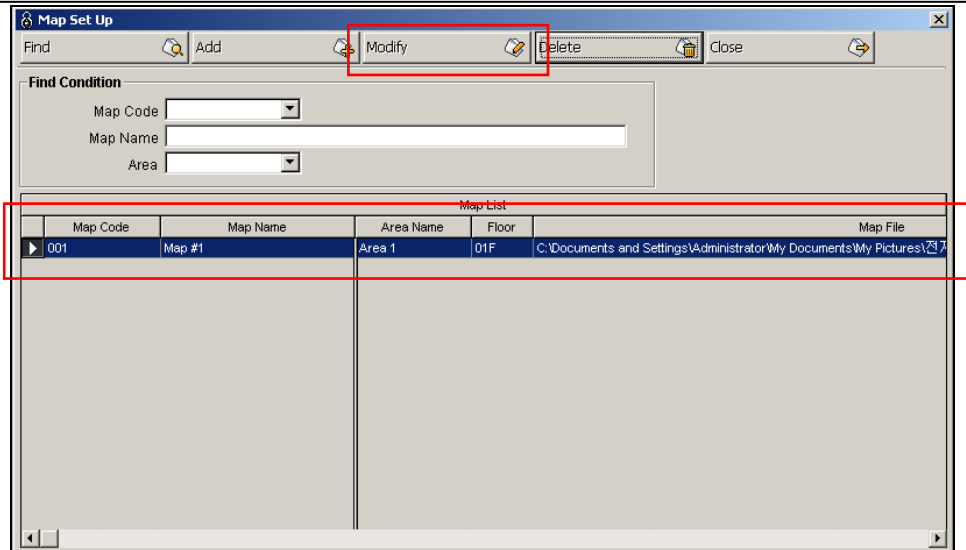 Map Set Up
Find Add Modify Delete Close
Find Condition
Map Code
Map Name
Area
Map List
Map Code Map Name Area Name Floor Map File
001 Map #1 Area 1 01F C:\Documents and Settings\Administrator\My Documents\My Pictures\전